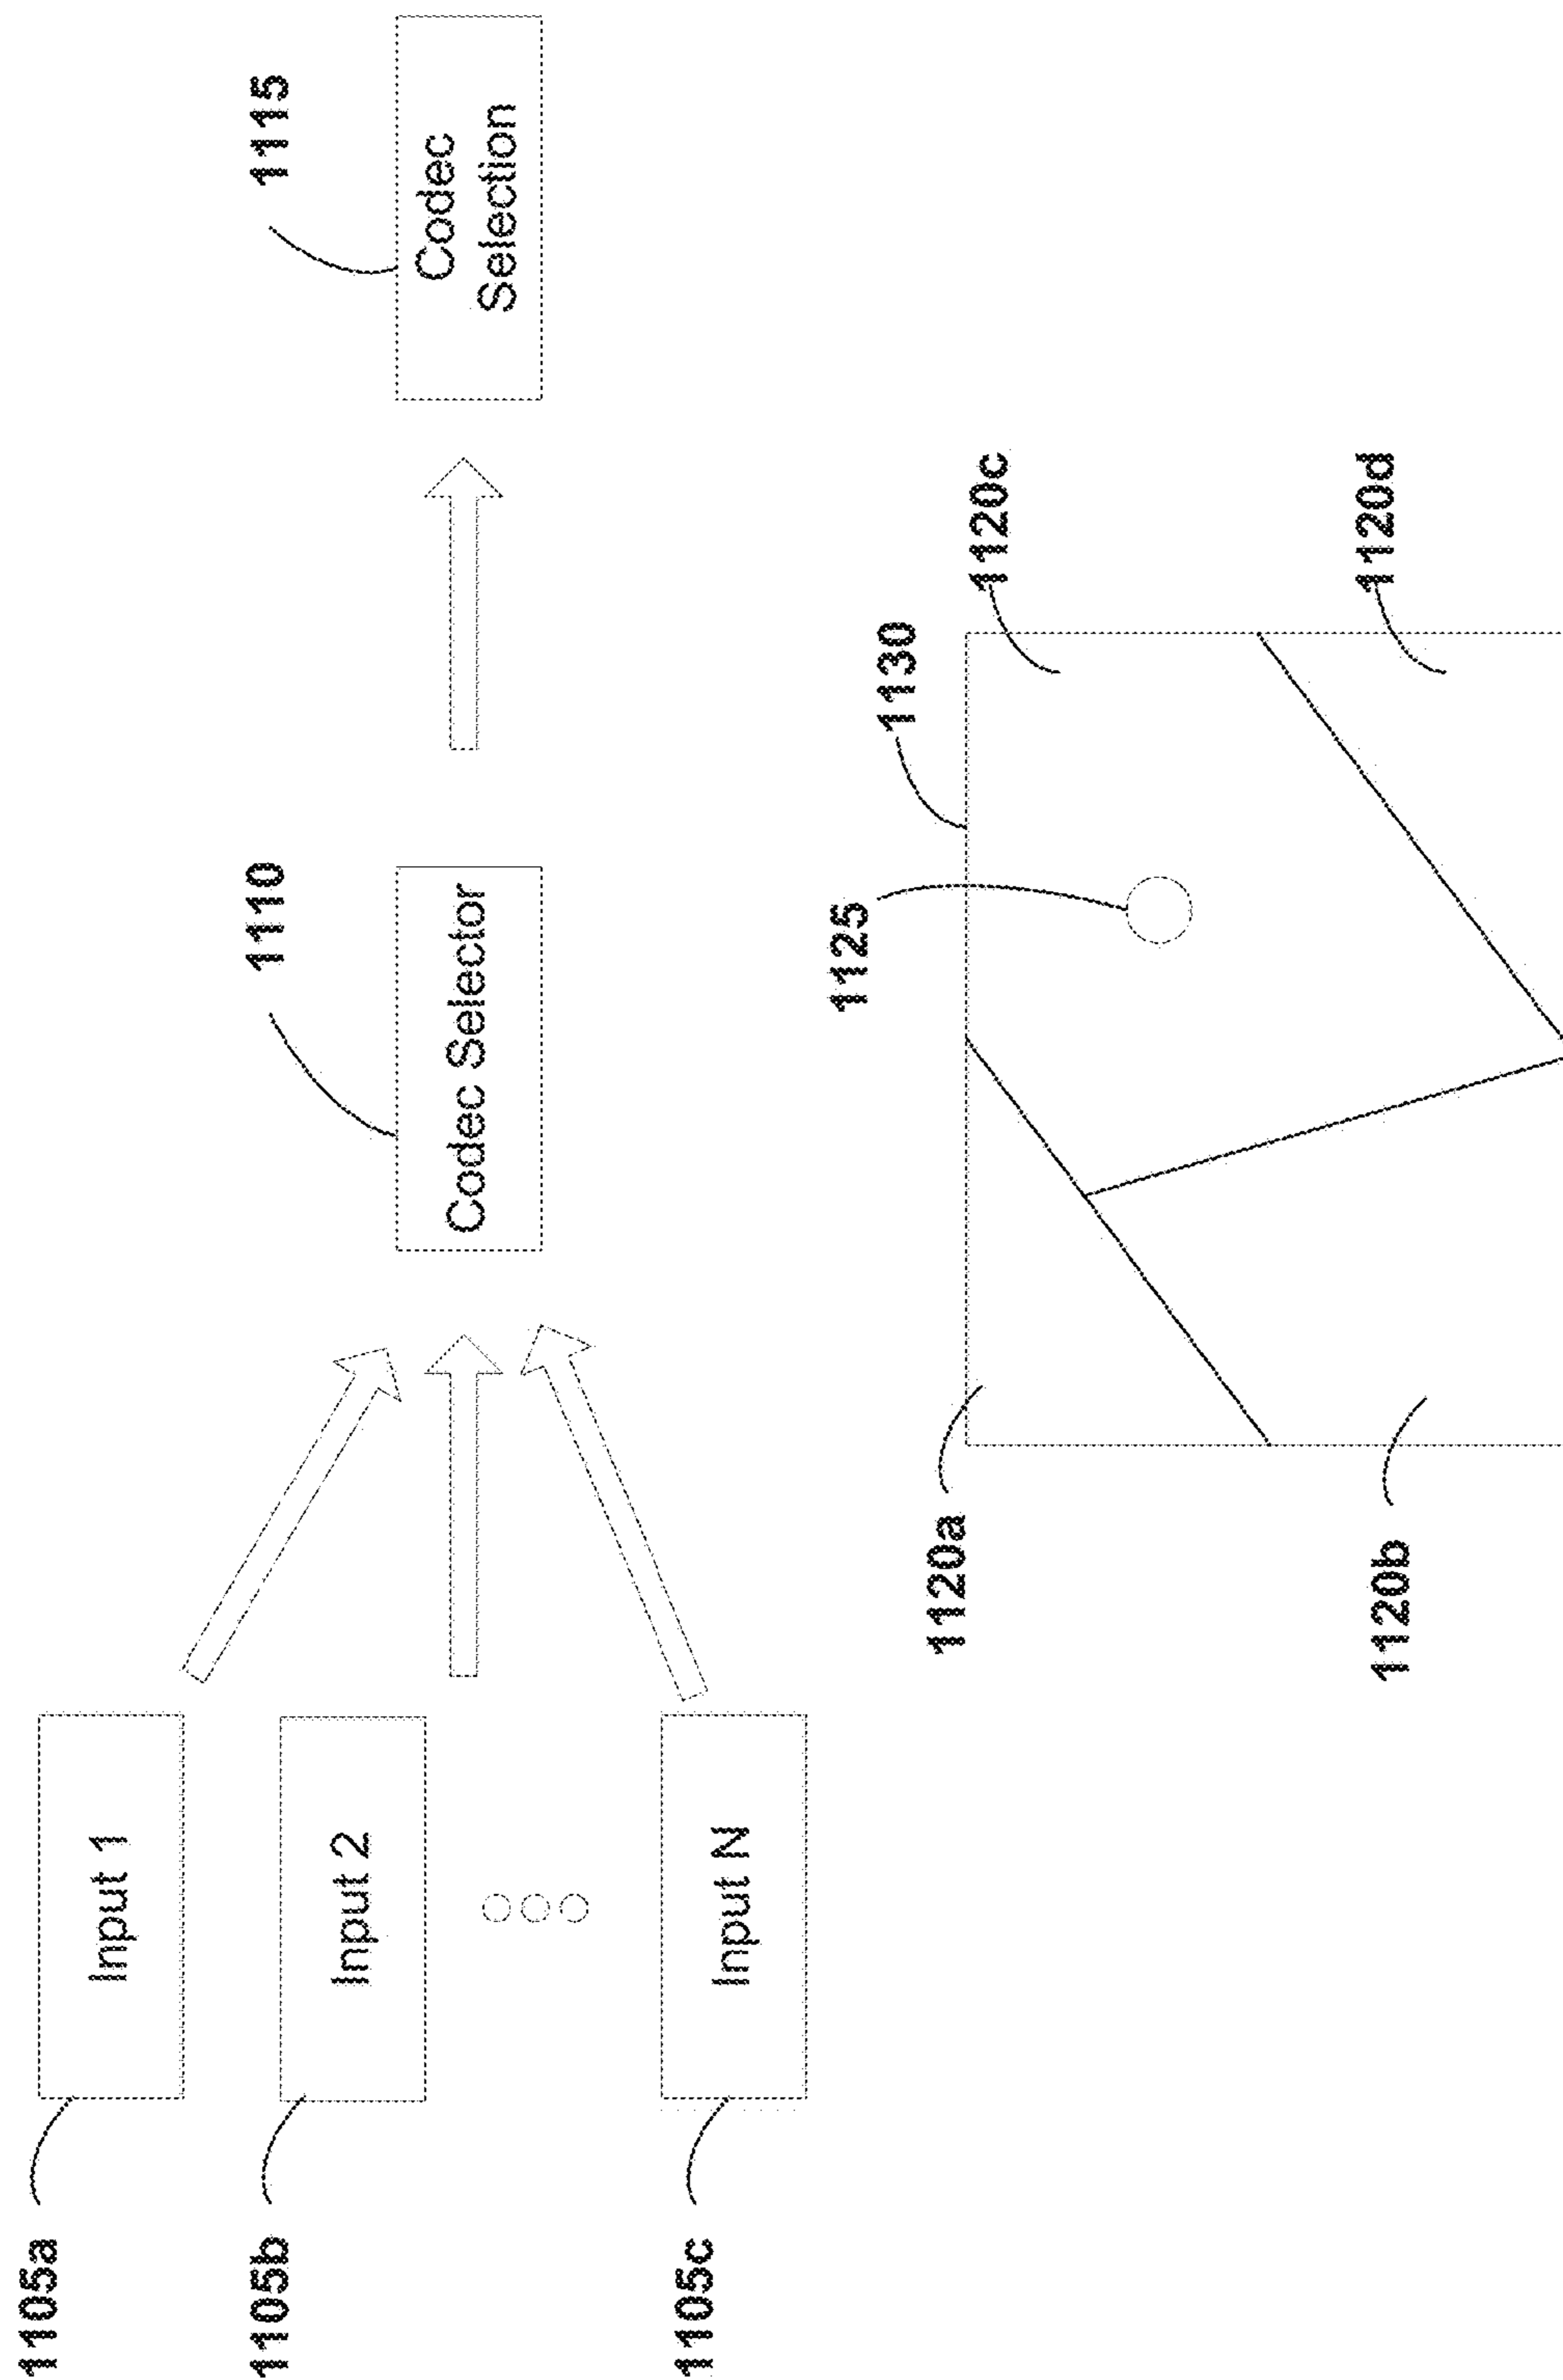 1105a
Input 1
1105b
Input 2
1105c
Input N
1110
Codec Selector
1115
Codec
Selection
1120a
1120b
1125
1130
1120c
1120d